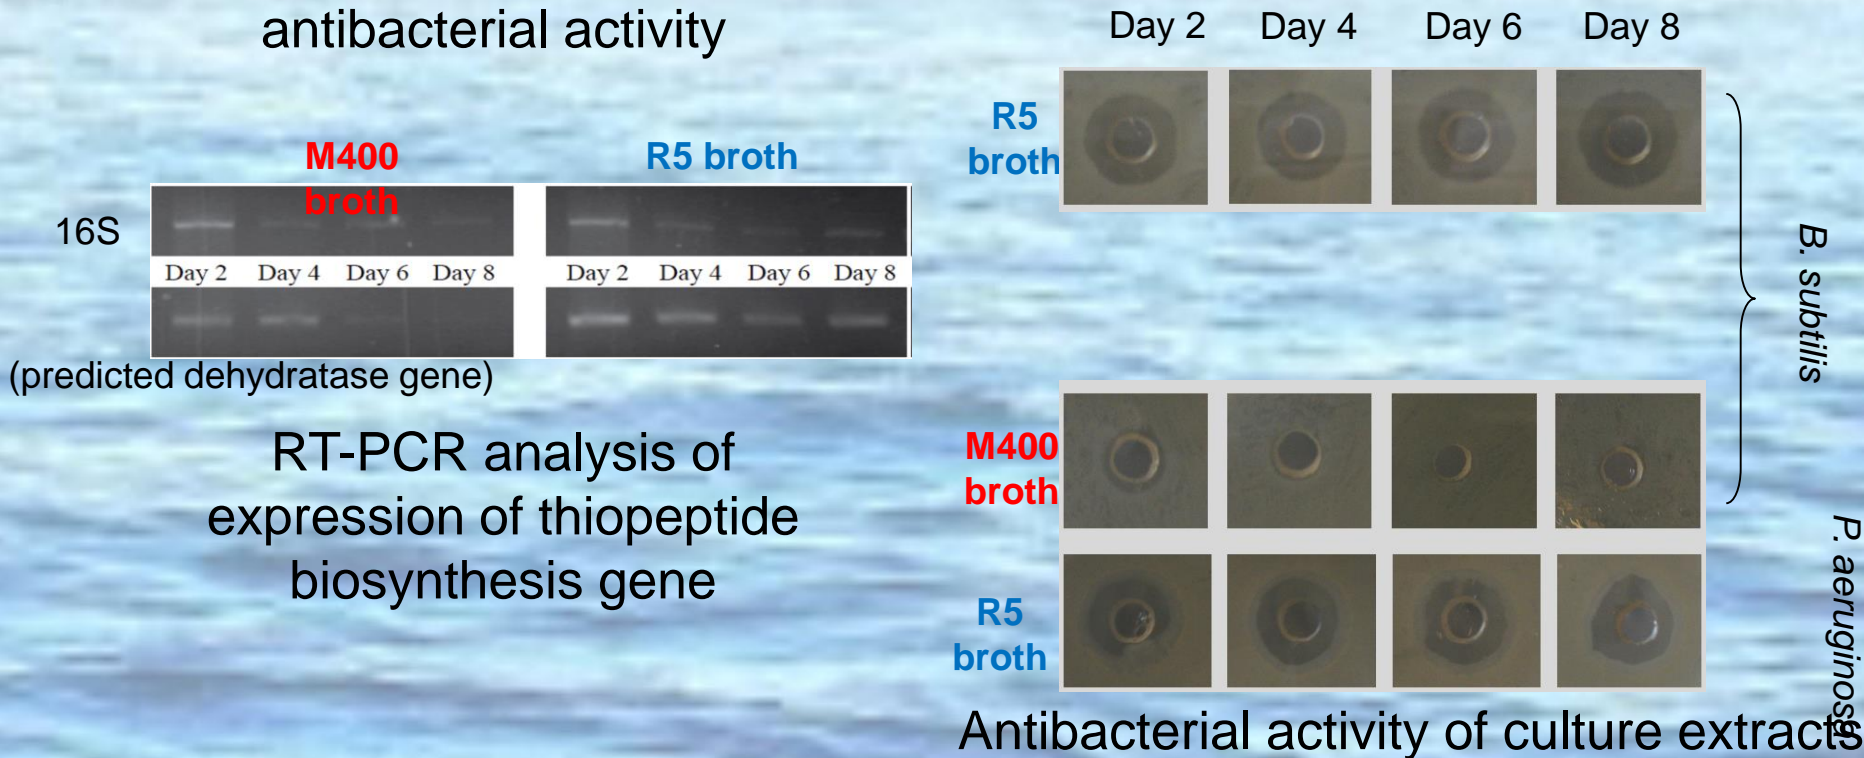 antibacterial activity
M400
broth
R5 broth
16S
Day 2 Day 4 Day 6 Day 8
Day 2 Day 4 Day 6 Day 8
(predicted dehydratase gene)
RT-PCR analysis of
expression of thiopeptide
biosynthesis gene
Day 2 Day 4 Day 6 Day 8
R5
broth
M400
broth
R5
broth
B. subtilis
P. aeruginosa
Antibacterial activity of culture extracts